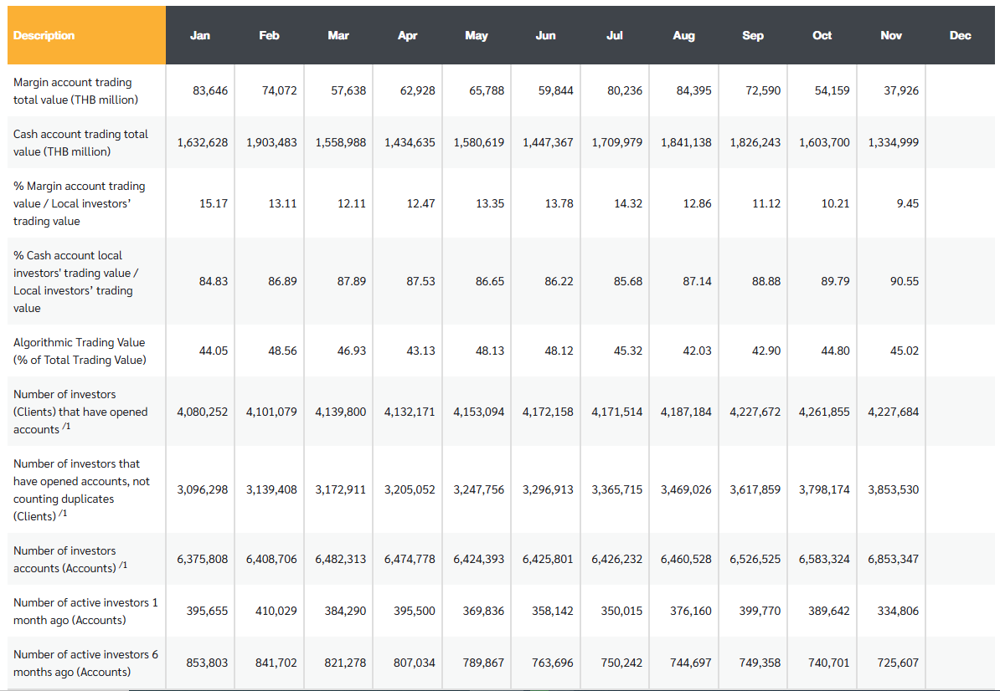 Description Jan Feb Mar Apr May Jun Jul Aug Sep Oct Nov Dec
Margin account trading
total value (THB million) 83,646 74,072 57,638 62,928 65,788 59,844 80,236 84,395 72,590 54,159 37,926
Cash account trading total
value (THB million) 1,632,628 1,903,483 1,558,988 1,434,635 1,580,619 1,447,367 1,709,979 1,841,138 1,826,243 1,603,700 1,334,999
% Margin account trading
value / Local investors' 15.17 13.11 12.11 12.47 13.35 13.78 14.32 12.86 11.12 10.21 9.45
trading value
% Cash account local
investors' trading value /
Local investors' trading 84.83 86.89 87.89 87.53 86.65 86.22 85.68 87.14 88.88 89.79 90.55
value
Algorithmic Trading Value
(% of Total Trading Value) 44.05 48.56 46.93 43.13 48.13 48.12 45.32 42.03 42.90 44.80 45.02
Number of investors
(Clients) that have opened 4,080,252 4,101,079 4,139,800 4,132,171 4,153,094 4,172,158 4,171,514 4,187,184 4,227,672 4,261,855 4,227,684
accounts /1
Number of investors that
have opened accounts, not
counting duplicates 3,096,298 3,139,408 3,172,911 3,205,052 3,247,756 3,296,913 3,365,715 3,469,026 3,617,859 3,798,174 3,853,530
(Clients) /1
Number of investors
accounts (Accounts) /1 6,375,808 6,408,706 6,482,313 6,474,778 6,424,393 6,425,801 6,426,232 6,460,528 6,526,525 6,583,324 6,853,347
Number of active investors 1
month ago (Accounts) 395,655 410,029 384,290 395,500 369,836 358,142 350,015 376,160 399,770 389,642 334,806
Number of active investors 6
months ago (Accounts) 853,803 841,702 821,278 807,034 789,867 763,696 750,242 744,697 749,358 740,701 725,607